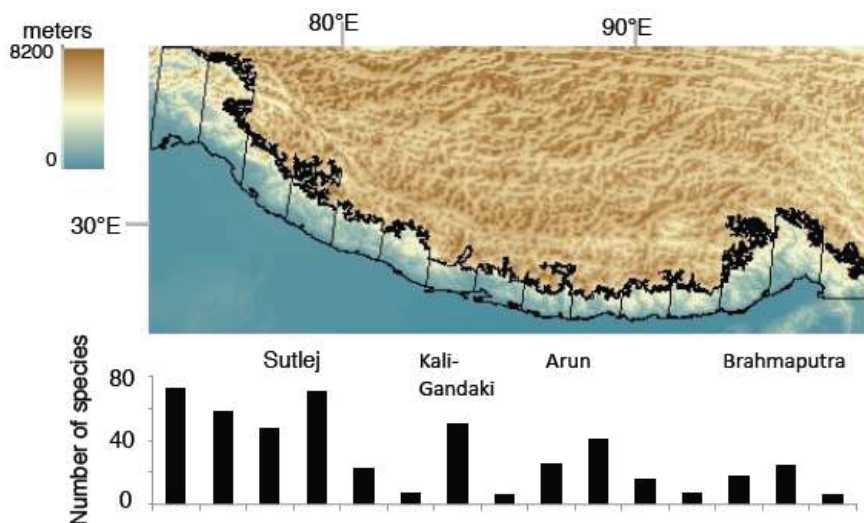 meters
8200
0
80°E
90°E
30°E
Sutlej
Kali-
Gandaki
Arun
Brahmaputra
Number of species
80
40
0